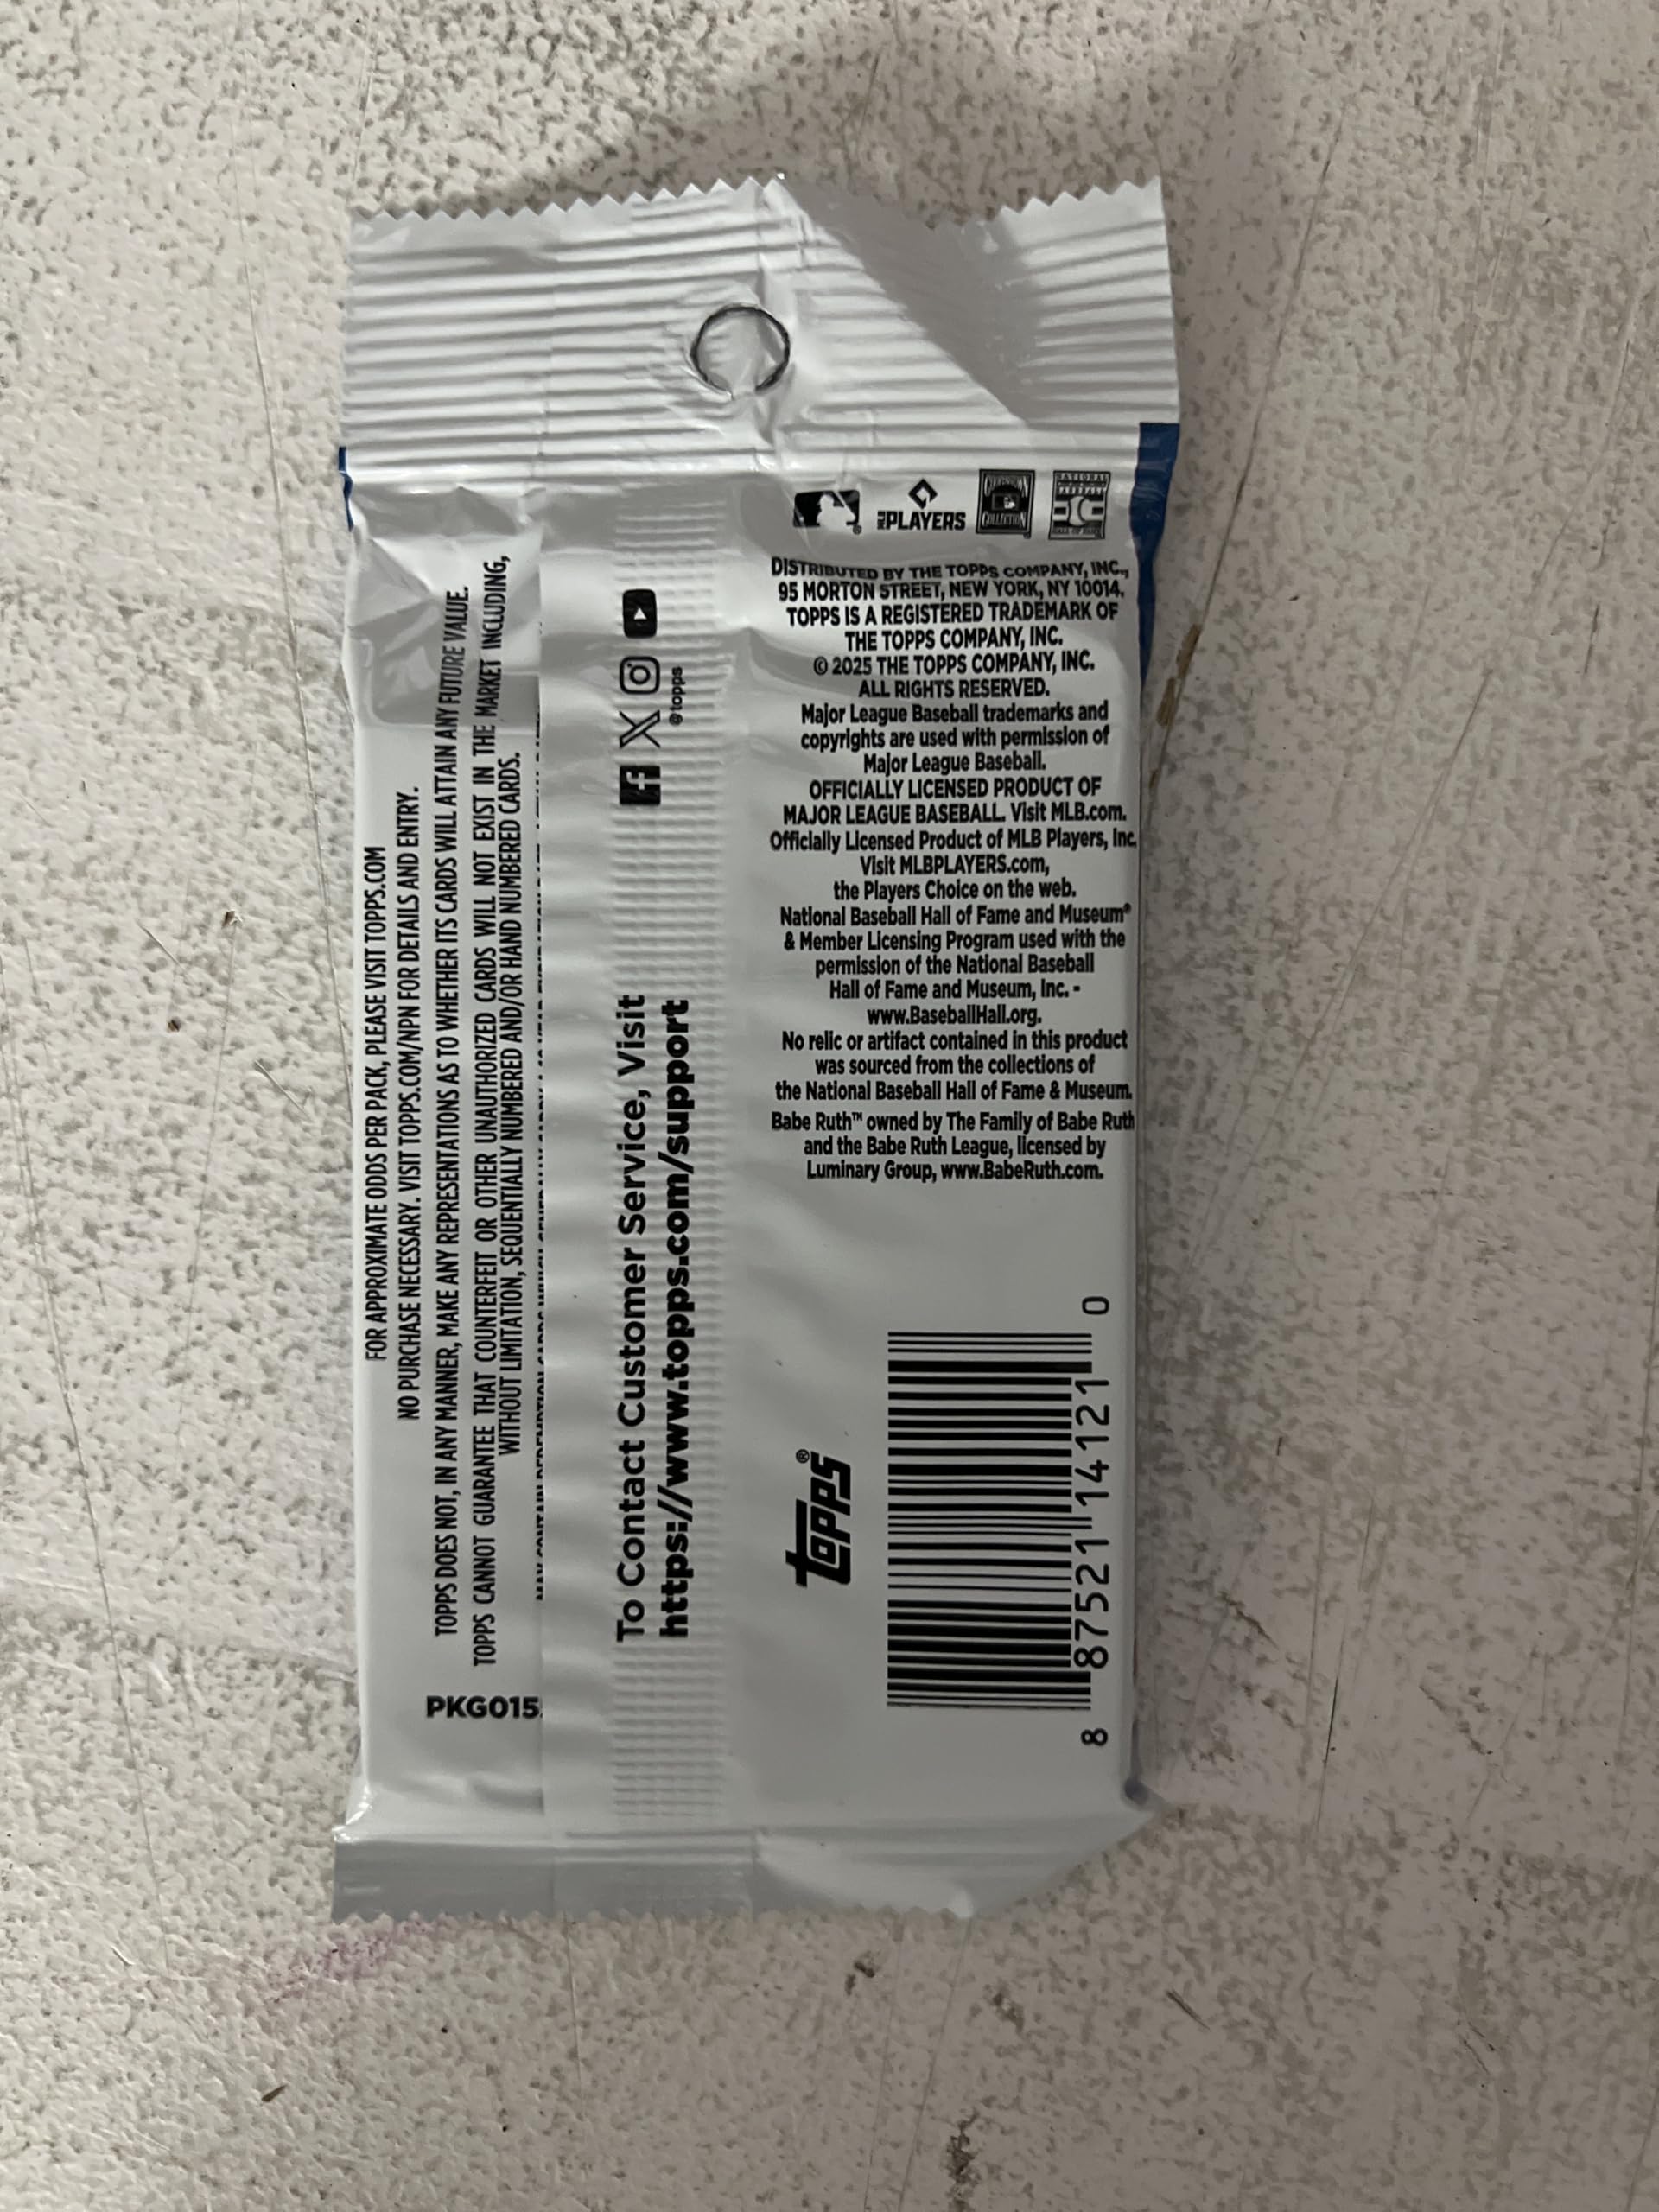 MLB PLAYERS
COOPERSTOWN COLLECTION
NATIONAL BASEBALL HALL OF FAME
DISTRIBUTED BY THE TOPPS COMPANY, INC.,
95 MORTON STREET, NEW YORK, NY 10014.
TOPPS IS A REGISTERED TRADEMARK OF
THE TOPPS COMPANY, INC.
© 2025 THE TOPPS COMPANY, INC.
ALL RIGHTS RESERVED.
Major League Baseball trademarks and
copyrights are used with permission of
Major League Baseball.
OFFICIALLY LICENSED PRODUCT OF
MAJOR LEAGUE BASEBALL. Visit MLB.com.
Officially Licensed Product of MLB Players, Inc.
Visit MLBPLAYERS.com,
the Players Choice on the web.
National Baseball Hall of Fame and Museum®
& Member Licensing Program used with the
permission of the National Baseball
Hall of Fame and Museum, Inc. -
www.BaseballHall.org.
No relic or artifact contained in this product
was sourced from the collections of
the National Baseball Hall of Fame & Museum.
Babe Ruth™ owned by The Family of Babe Ruth
and the Babe Ruth League, licensed by
Luminary Group, www.BabeRuth.com.
FOR APPROXIMATE ODDS PER PACK, PLEASE VISIT TOPPS.COM
NO PURCHASE NECESSARY. VISIT TOPPS.COM/NPN FOR DETAILS AND ENTRY.
TOPPS DOES NOT, IN ANY MANNER, MAKE ANY REPRESENTATIONS AS TO WHETHER ITS CARDS WILL ATTAIN ANY FUTURE VALUE.
TOPPS CANNOT GUARANTEE THAT COUNTERFEIT OR OTHER UNAUTHORIZED CARDS WILL NOT EXIST IN THE MARKET INCLUDING,
WITHOUT LIMITATION, SEQUENTIALLY NUMBERED AND/OR HAND NUMBERED CARDS.
PKG015
To Contact Customer Service, Visit
https://www.topps.com/support
@topps
topps®
8 87521 14121 0